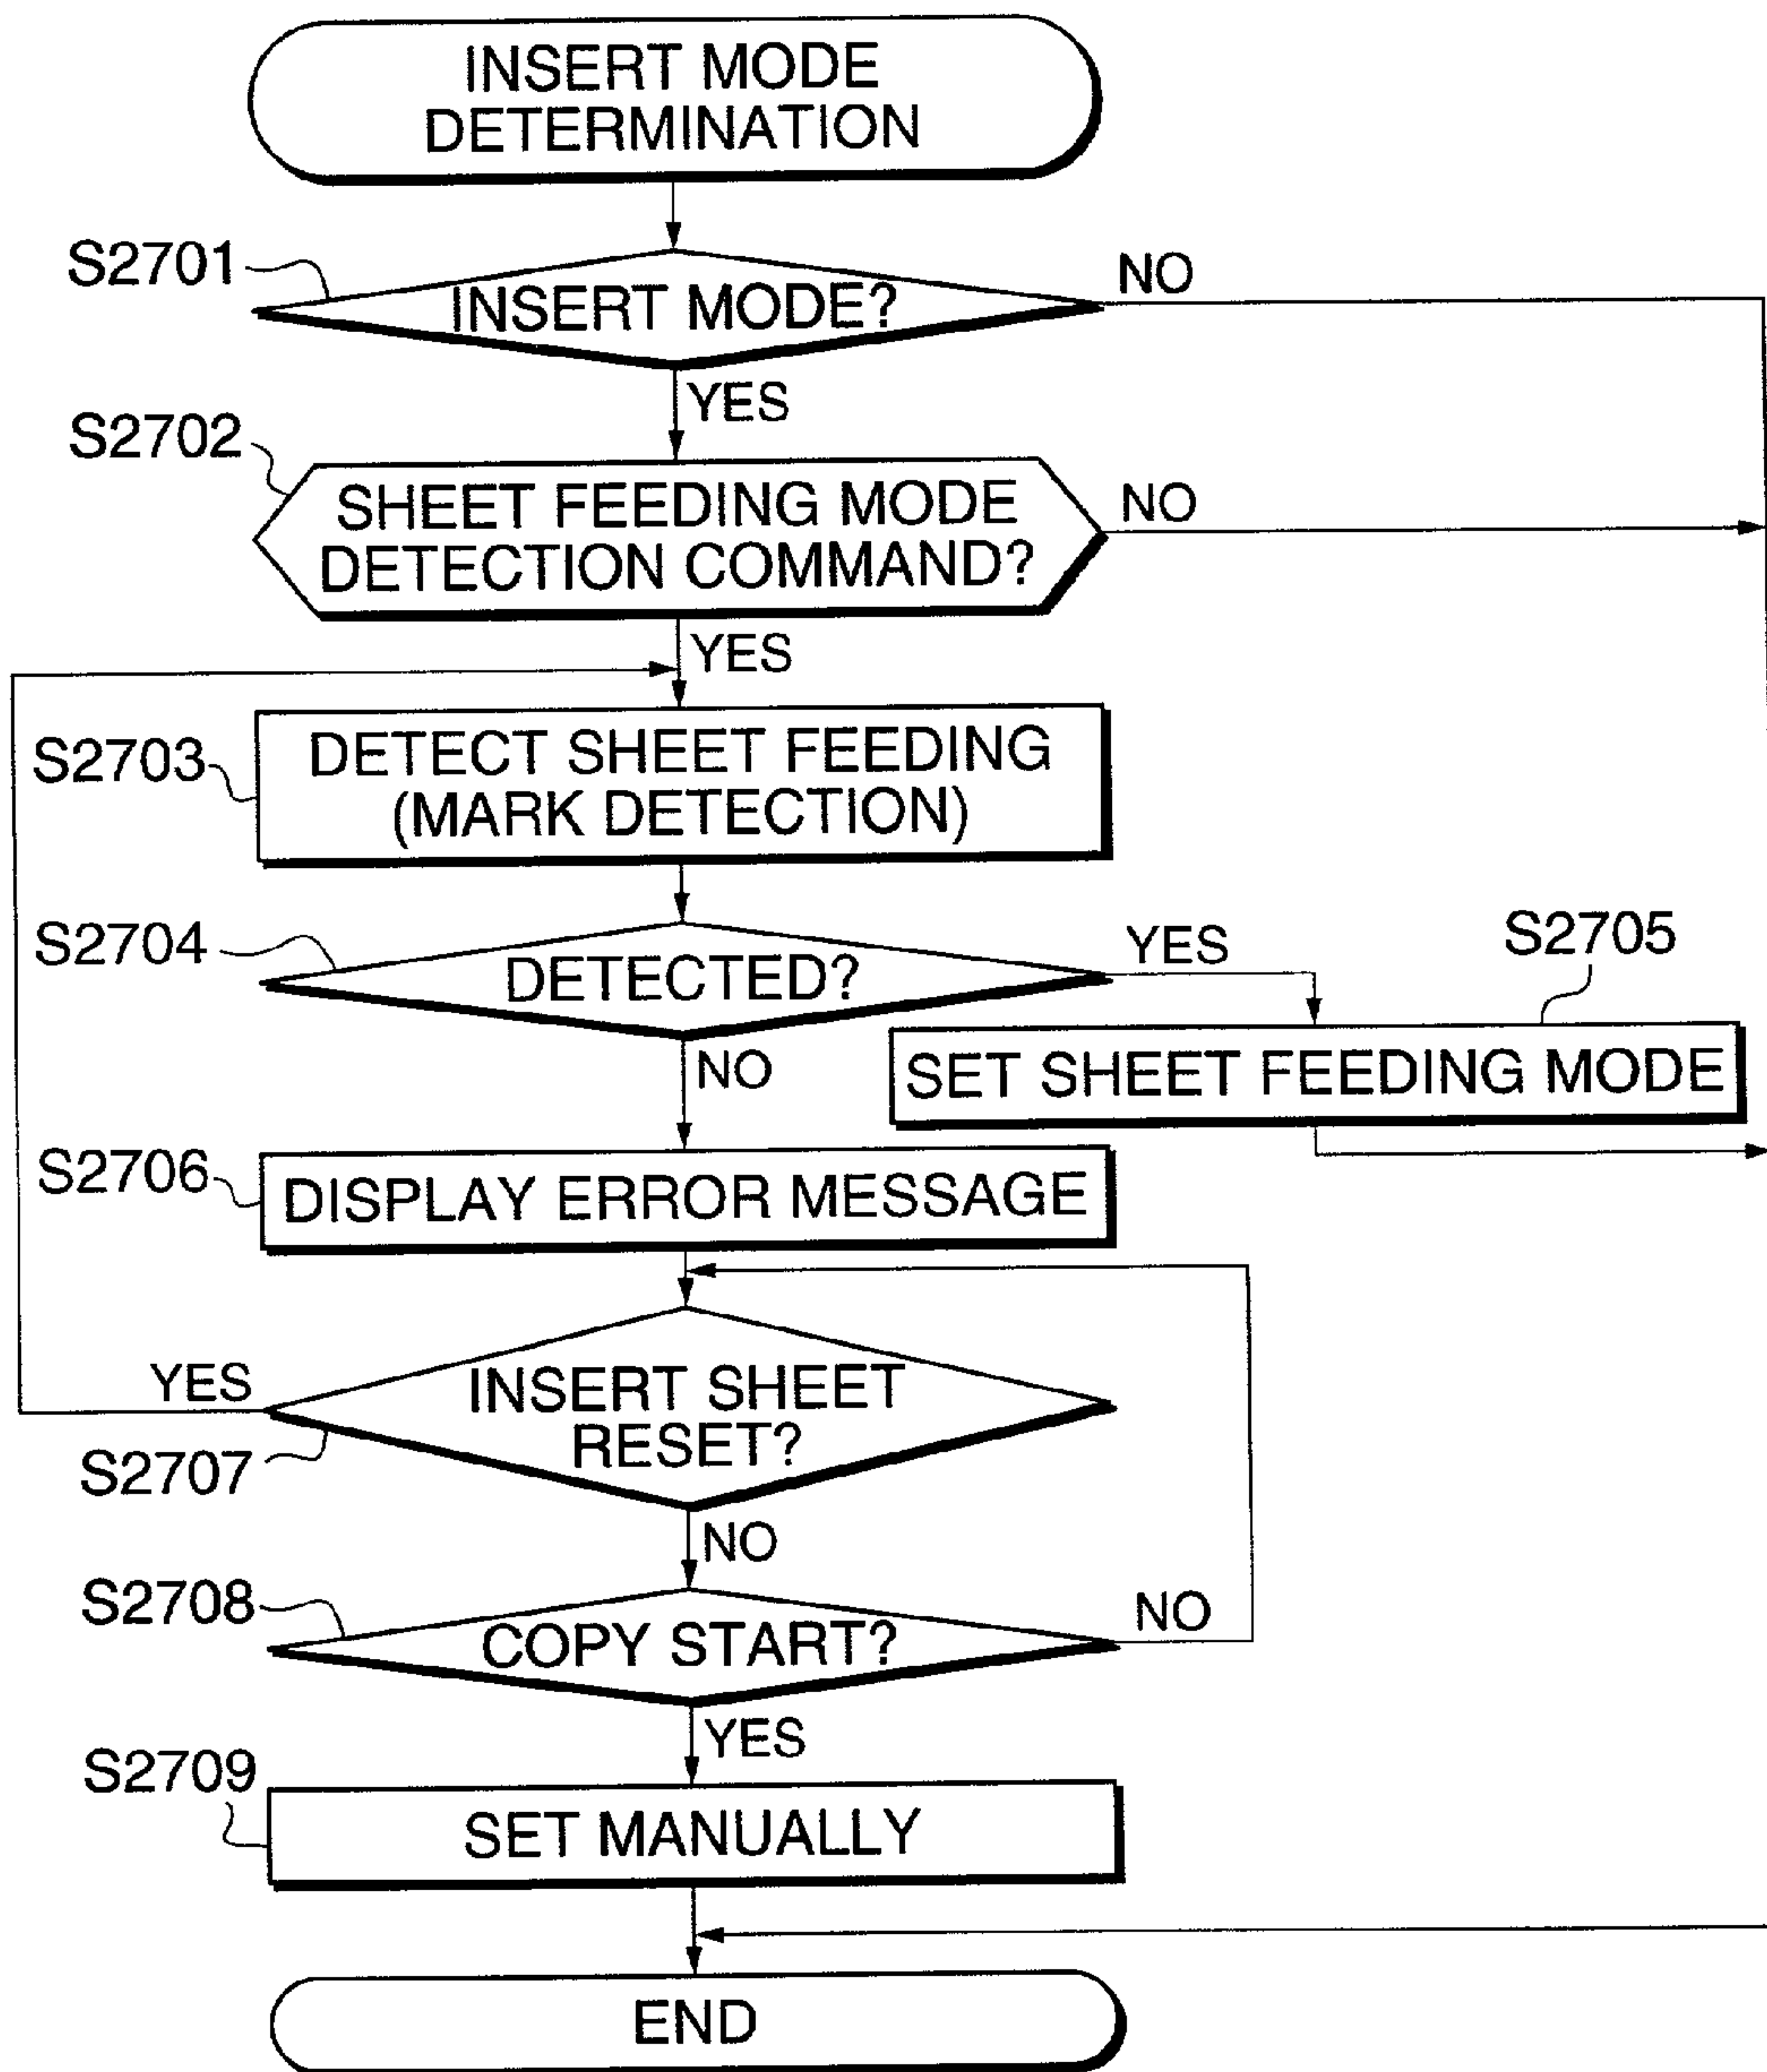 INSERT MODE
DETERMINATION
S2701
INSERT MODE?
NO
YES
S2702
SHEET FEEDING MODE
DETECTION COMMAND?
NO
YES
S2703
DETECT SHEET FEEDING
(MARK DETECTION)
S2704
DETECTED?
YES
S2705
SET SHEET FEEDING MODE
NO
S2706
DISPLAY ERROR MESSAGE
YES
INSERT SHEET
RESET?
S2707
NO
S2708
COPY START?
NO
YES
S2709
SET MANUALLY
END